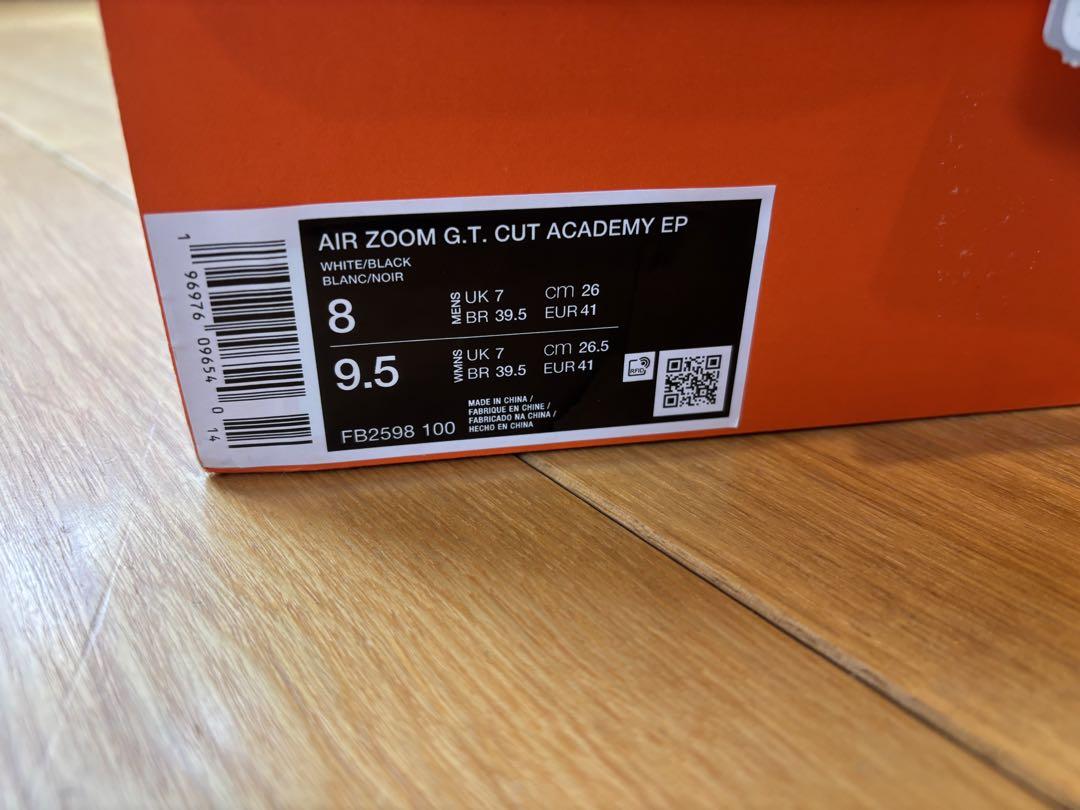 AIR ZOOM G.T. CUT ACADEMY EP
WHITE/BLACK
BLANC/NOIR
8 MENS UK 7 cm 26
BR 39.5 EUR 41
9.5 WMNS UK 7 cm 26.5
BR 39.5 EUR 41
RFID
FB2598 100
MADE IN CHINA /
FABRIQUE EN CHINE /
FABRICADO NA CHINA /
HECHO EN CHINA
1 96976 09654 0 14